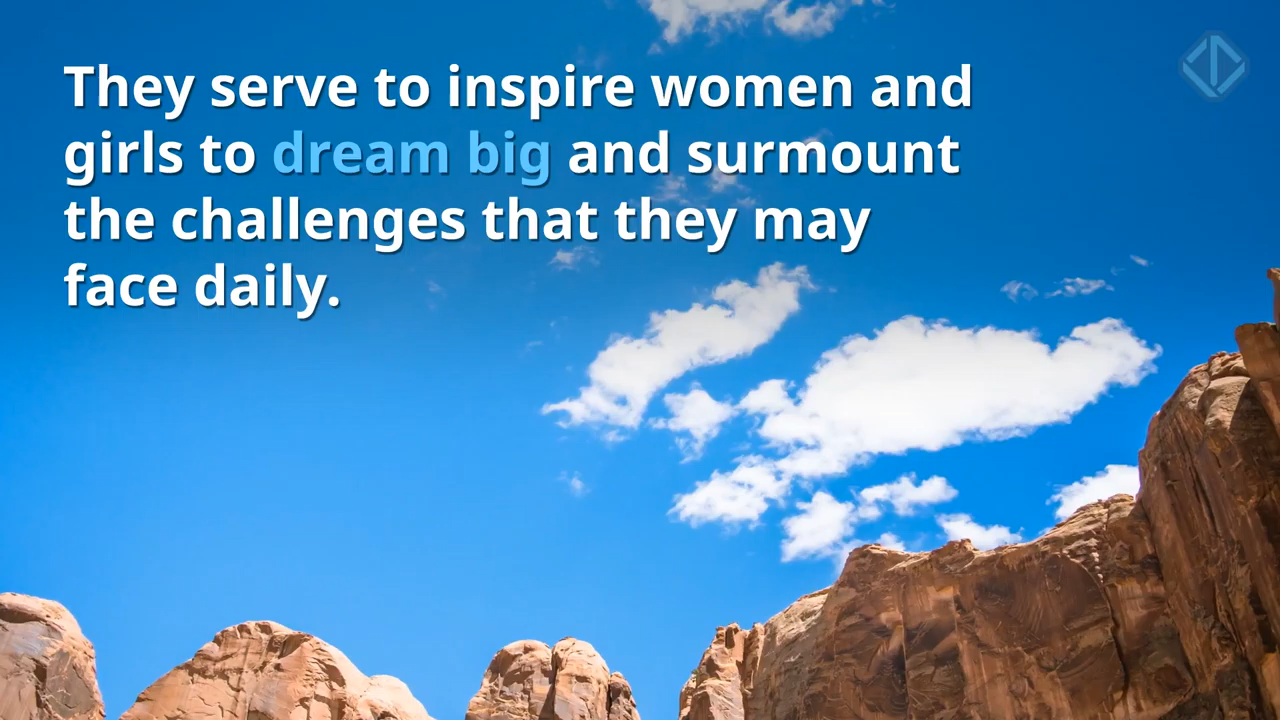 They serve to inspire women and
girls to dream big and surmount
the challenges that they may
face daily.